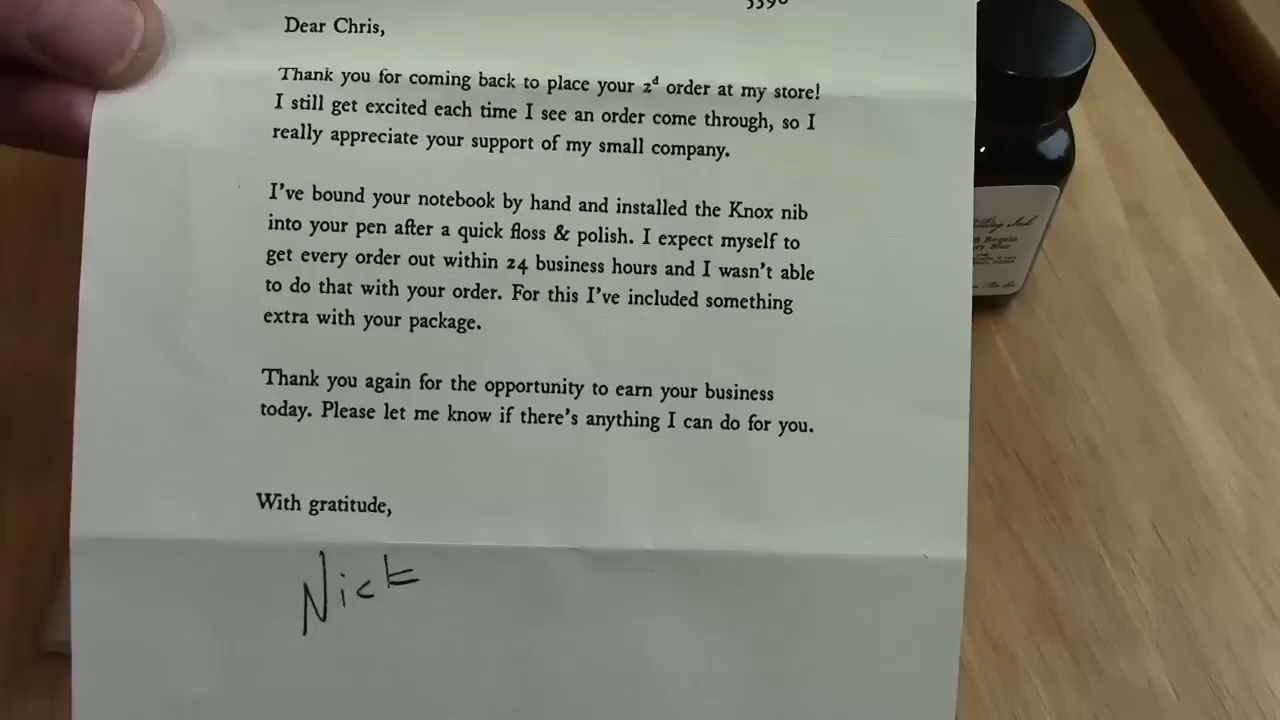 Dear Chris,
Thank you for coming back to place your 2ᵈ order at my store!
I still get excited each time I see an order come through, so I
really appreciate your support of my small company.
I've bound your notebook by hand and installed the Knox nib
into your pen after a quick floss & polish. I expect myself to
get every order out within 24 business hours and I wasn't able
to do that with your order. For this I've included something
extra with your package.
Thank you again for the opportunity to earn your business
today. Please let me know if there's anything I can do for you.
With gratitude,
Nick
Ink